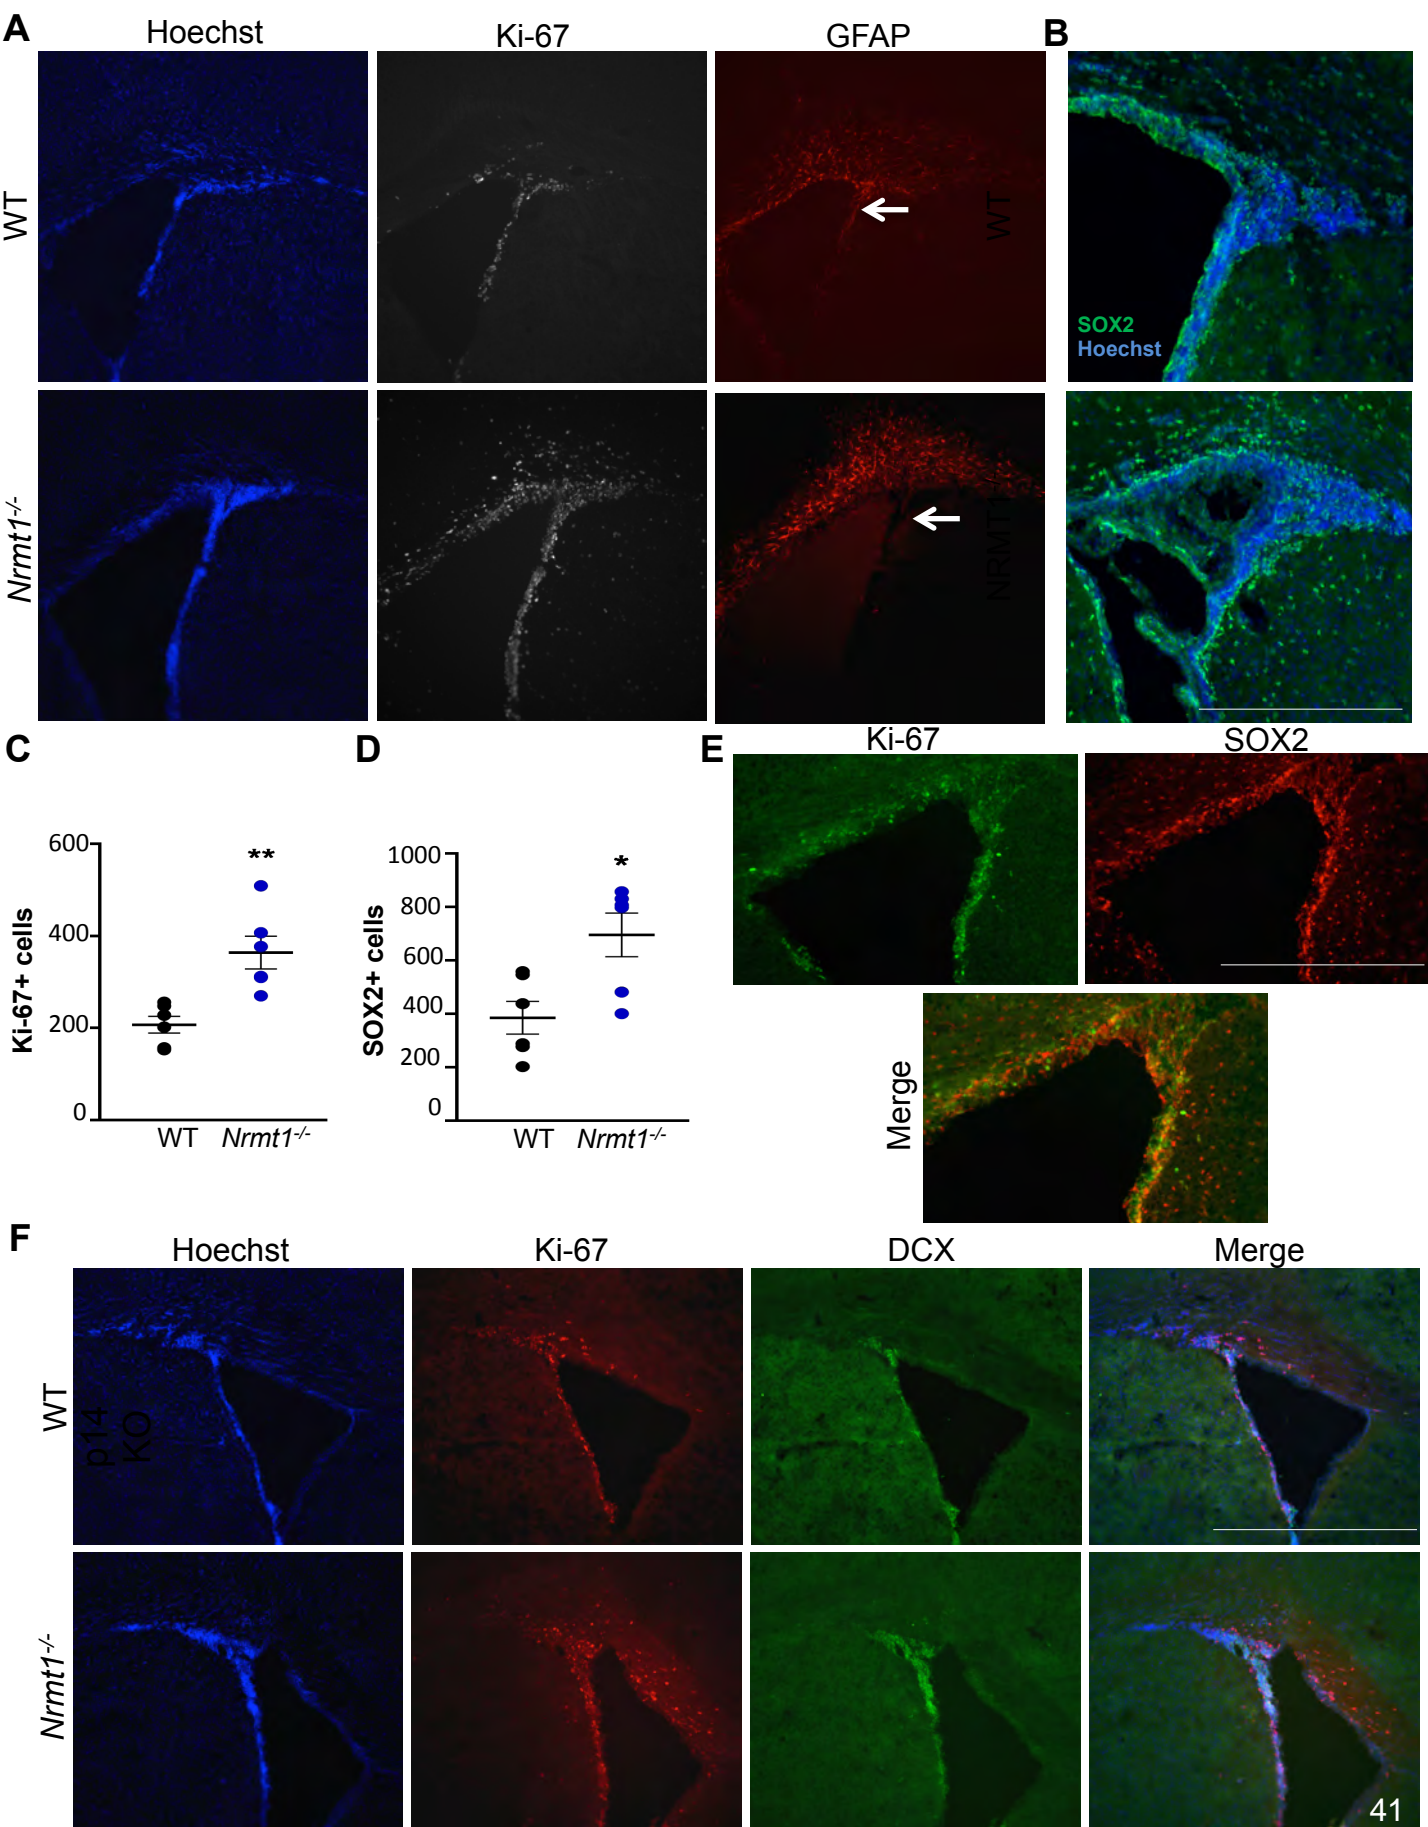 A
Hoechst
Ki-67
GFAP
B
WT
WT
SOX2
Hoechst
Nrmt1-/-
NRMT1
C
D
E
Ki-67
SOX2
600
400
200
0
Ki-67+ cells
**
WT
Nrmt1-/-
1000
800
600
400
200
0
SOX2+ cells
*
WT
Nrmt1-/-
Merge
F
Hoechst
Ki-67
DCX
Merge
WT
p14
KO
Nrmt1-/-
41